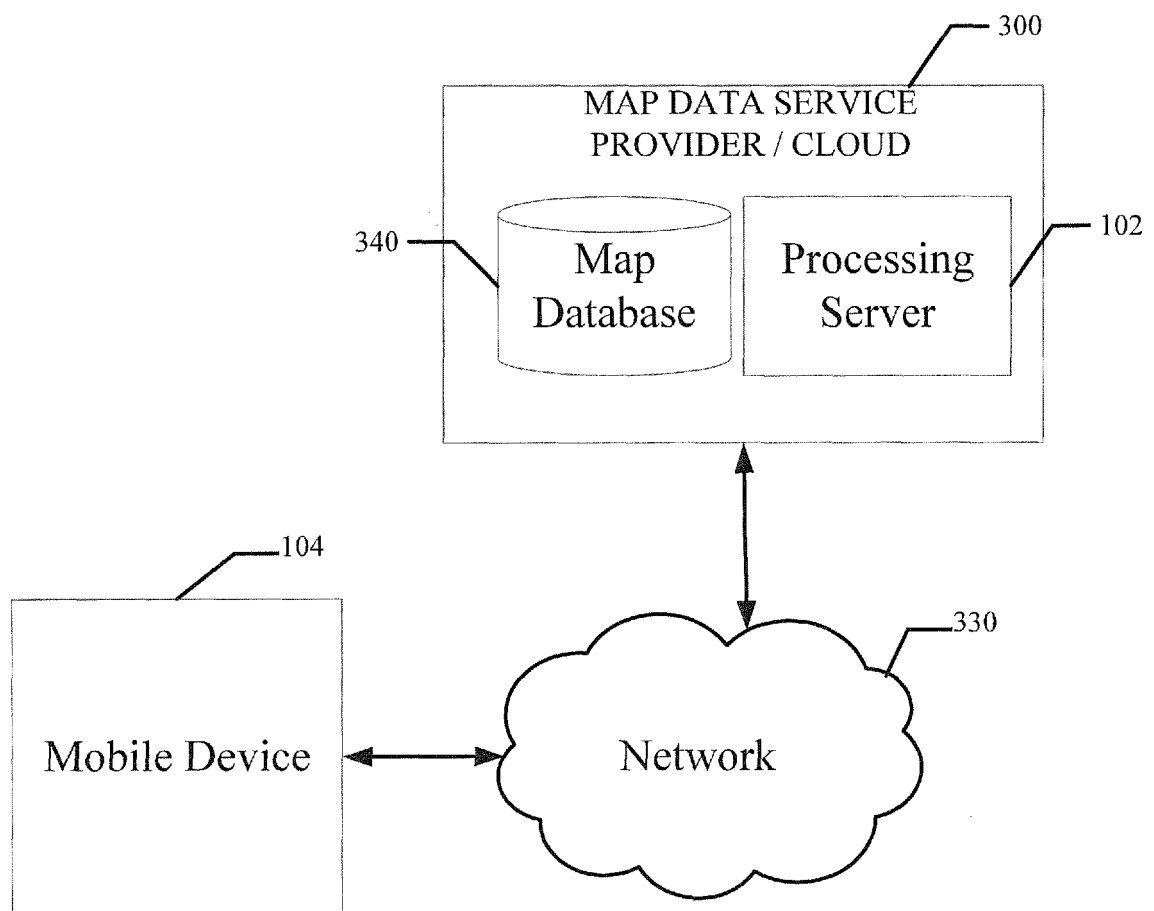 300
MAP DATA SERVICE
PROVIDER / CLOUD
340
Map
Database
Processing
Server
102
104
330
Mobile Device
Network